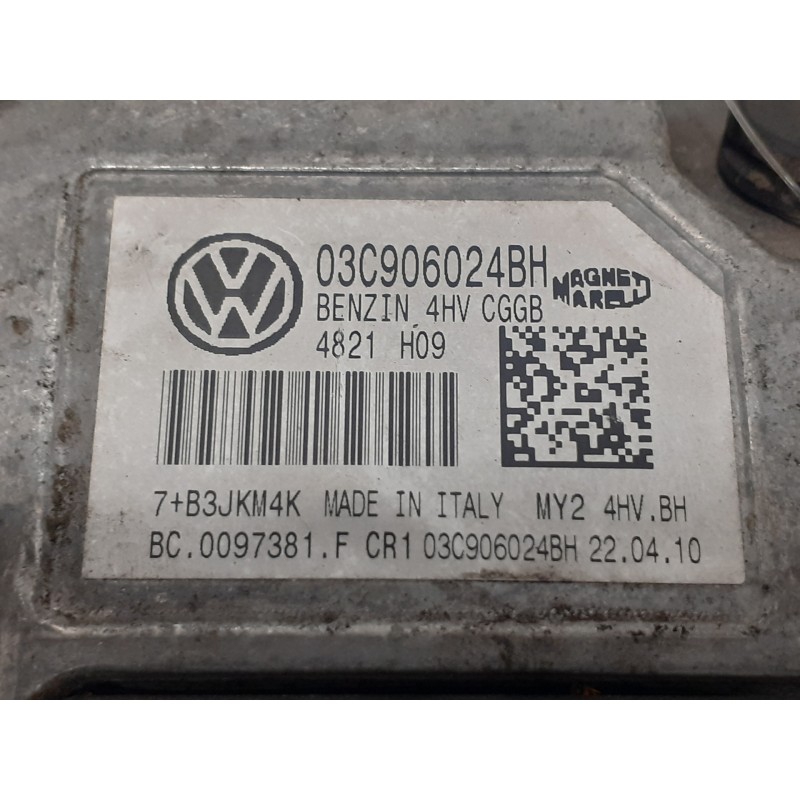 03C906024BH
MAGNETI
MARELLI
BENZIN 4HV CGGB
4821 H09
7+B3JKM4K MADE IN ITALY MY2 4HV.BH
BC.0097381.F CR1 03C906024BH 22.04.10